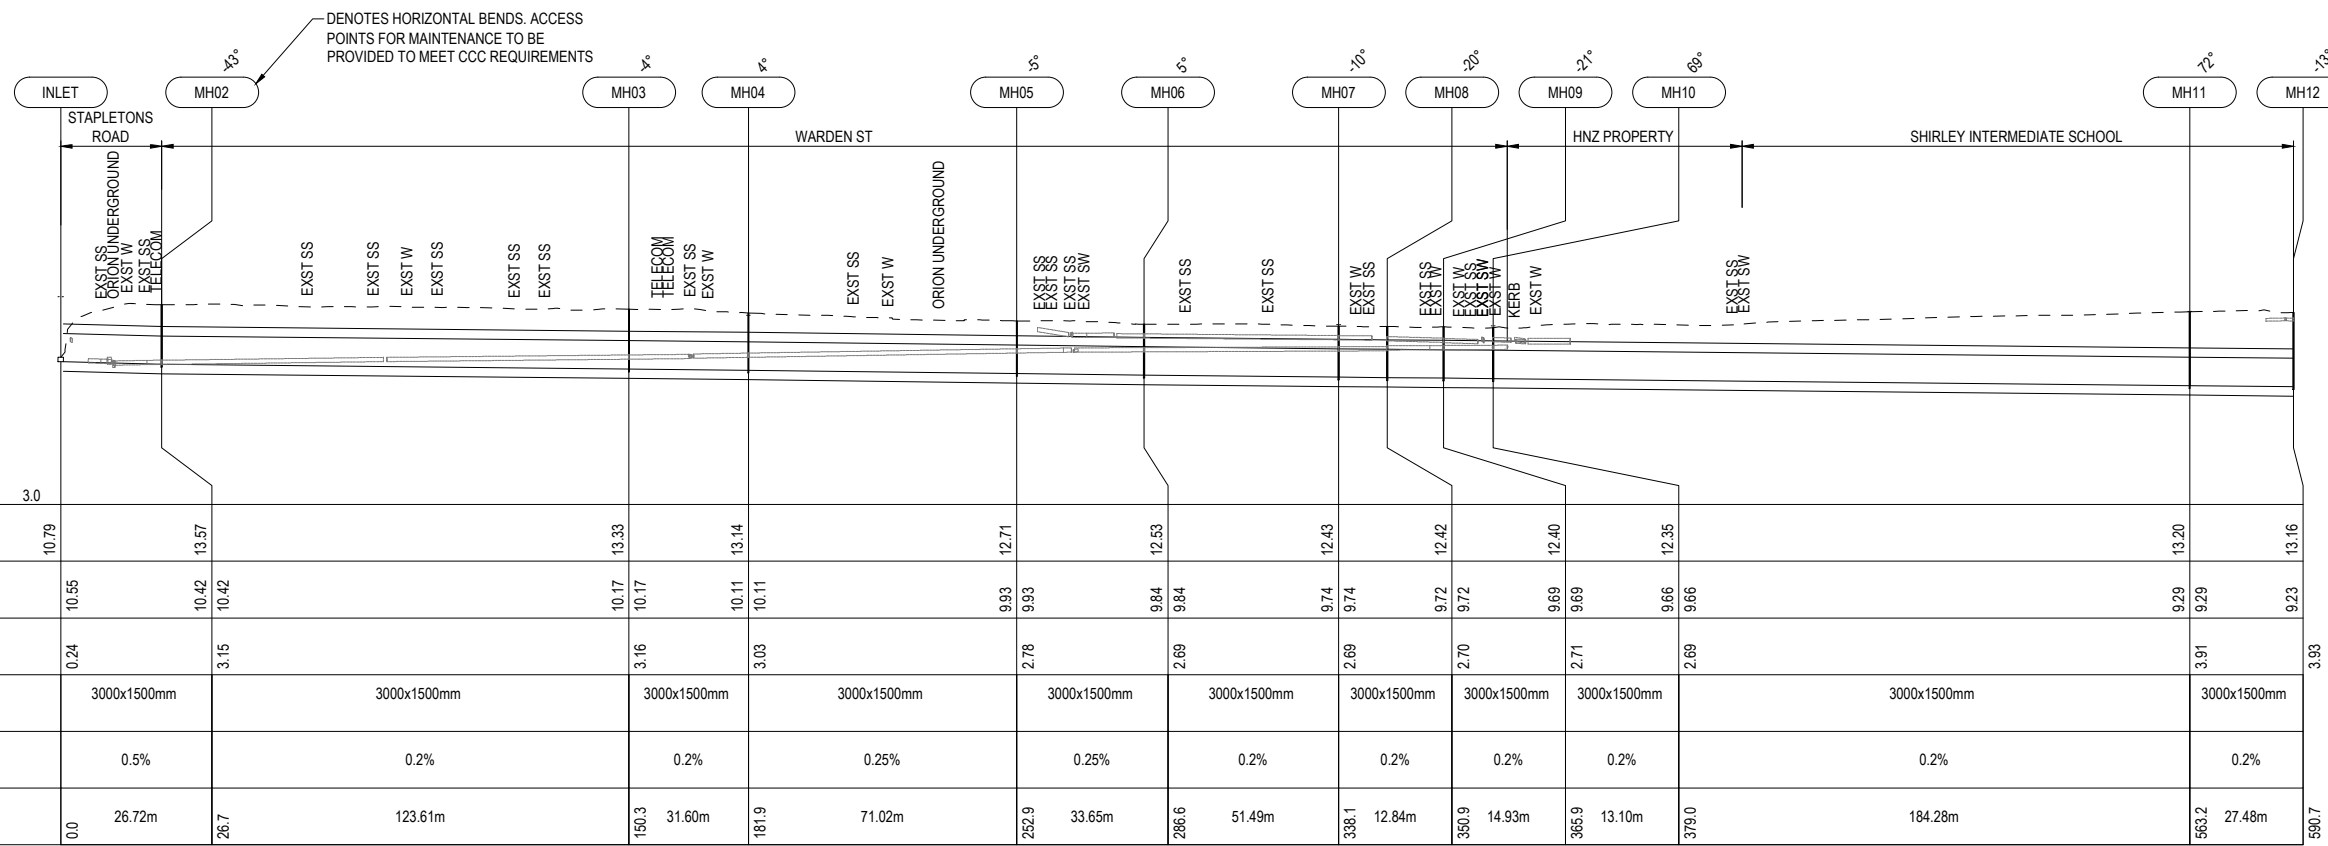 DENOTES HORIZONTAL BENDS. ACCESS
POINTS FOR MAINTENANCE TO BE
PROVIDED TO MEET CCC REQUIREMENTS
-43°
-4°
4°
-5°
5°
-10°
-20°
-21°
69°
72°
-13°
INLET
MH02
MH03
MH04
MH05
MH06
MH07
MH08
MH09
MH10
MH11
MH12
STAPLETONS
ROAD
WARDEN ST
HNZ PROPERTY
SHIRLEY INTERMEDIATE SCHOOL
EXST SS
ORION UNDERGROUND
EXST W
EXST SS
TELECOM
EXST SS
EXST SS
EXST W
EXST SS
EXST SS
EXST SS
TELECOM
TELECOM
EXST SS
EXST W
EXST SS
EXST W
ORION UNDERGROUND
EXST SS
EXST SS
EXST SS
EXST SW
EXST SS
EXST SS
EXST W
EXST SS
EXST SS
EXST W
EXST W
EXST SS
EXST SW
EXST W
KERB
EXST W
EXST SS
EXST SW
3.0
10.79 13.57 13.33 13.14 12.71 12.53 12.43 12.42 12.40 12.35 13.20 13.16
10.55 10.42 10.42 10.17 10.17 10.11 10.11 9.93 9.93 9.84 9.84 9.74 9.74 9.72 9.72 9.69 9.69 9.66 9.66 9.29 9.29 9.23
0.24 3.15 3.16 3.03 2.78 2.69 2.69 2.70 2.71 2.69 3.91 3.93
3000x1500mm 3000x1500mm 3000x1500mm 3000x1500mm 3000x1500mm 3000x1500mm 3000x1500mm 3000x1500mm 3000x1500mm 3000x1500mm 3000x1500mm
0.5% 0.2% 0.2% 0.25% 0.25% 0.2% 0.2% 0.2% 0.2% 0.2% 0.2%
0.0 26.72m 26.7 123.61m 150.3 31.60m 181.9 71.02m 252.9 33.65m 286.6 51.49m 338.1 12.84m 350.9 14.93m 365.9 13.10m 379.0 184.28m 563.2 27.48m 590.7